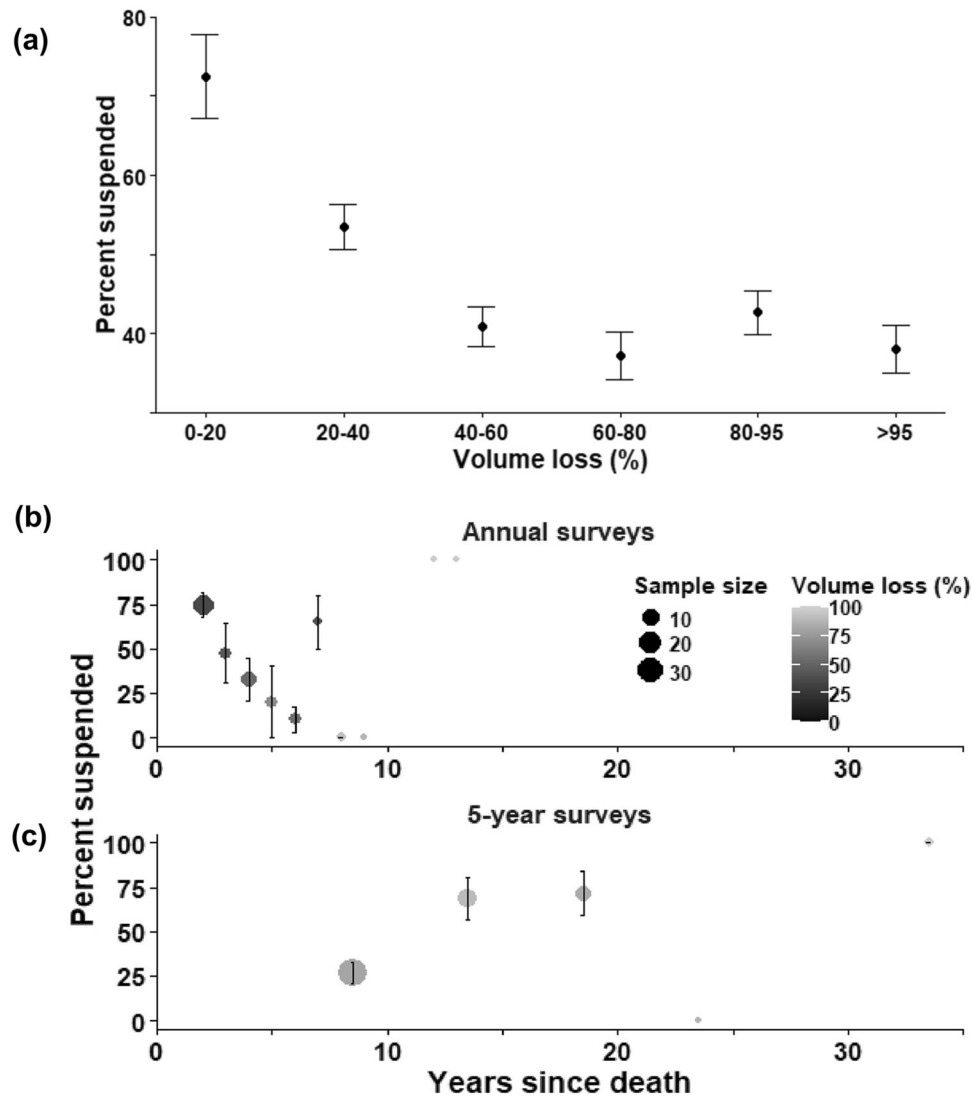 (a)
80
60
40
Percent suspended
0-20 20-40 40-60 60-80 80-95 >95
Volume loss (%)
(b)
Annual surveys
100
75
50
25
0
0 10 20 30
Sample size
10
20
30
Volume loss (%)
100
75
50
25
0
Percent suspended
(c)
5-year surveys
100
75
50
25
0
0 10 20 30
Years since death